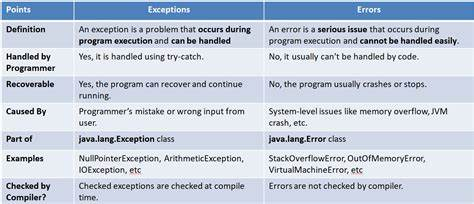 Points Exceptions Errors
Definition An exception is a problem that occurs during An error is a serious issue that occurs during
program execution and can be handled program execution and cannot be handled easily.
Handled by Yes, it is handled using try-catch. No, it usually can't be handled by code.
Programmer
Recoverable Yes, the program can recover and continue No, the program usually crashes or stops.
running.
Caused By Programmer's mistake or wrong input from System-level issues like memory overflow, JVM
user. crash, etc.
Part of java.lang.Exception class java.lang.Error class
Examples NullPointerException, ArithmeticException, StackOverflowError, OutOfMemoryError,
IOException, etc VirtualMachineError, etc
Checked by Checked exceptions are checked at compile Errors are not checked by compiler.
Compiler? time.